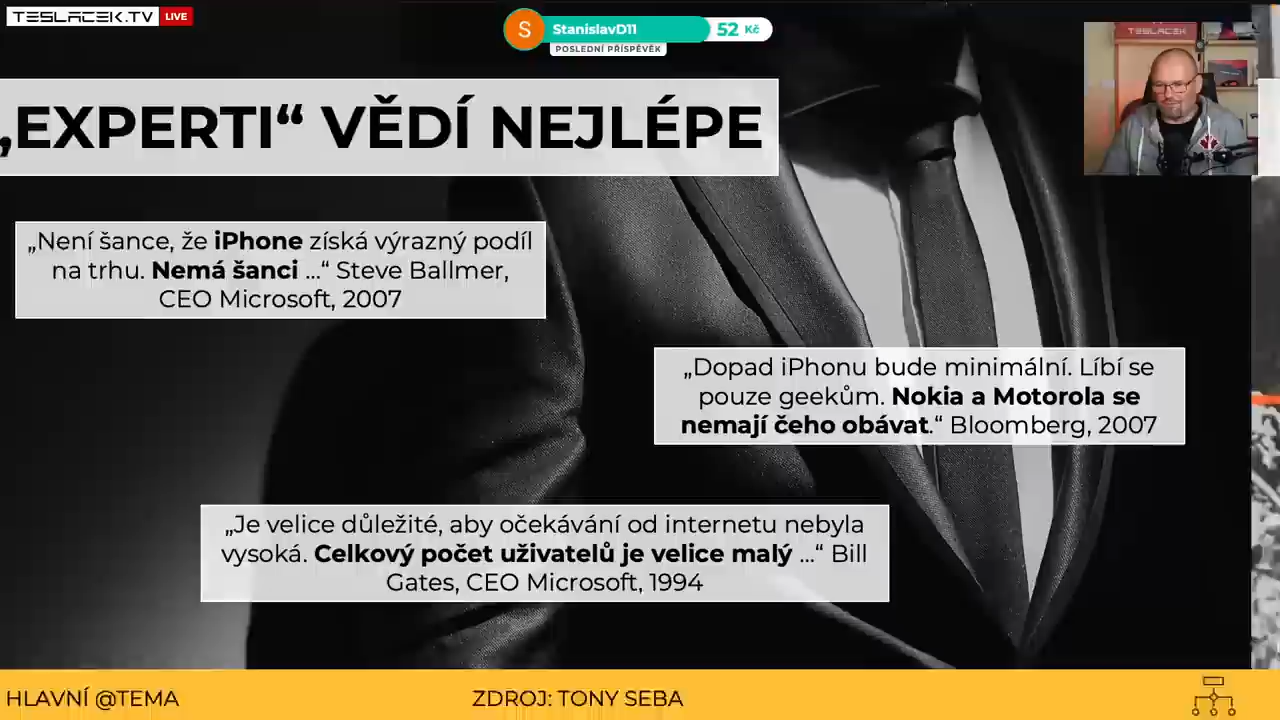 TESLACEK.TV LIVE
S StanislavD11 52 Kč
POSLEDNÍ PŘÍSPĚVEK
TESLACEK
„EXPERTI“ VĚDÍ NEJLÉPE
„Není šance, že iPhone získá výrazný podíl
na trhu. Nemá šanci ...“ Steve Ballmer,
CEO Microsoft, 2007
„Dopad iPhonu bude minimální. Líbí se
pouze geekům. Nokia a Motorola se
nemají čeho obávat.“ Bloomberg, 2007
„Je velice důležité, aby očekávání od internetu nebyla
vysoká. Celkový počet uživatelů je velice malý ...“ Bill
Gates, CEO Microsoft, 1994
HLAVNÍ @TEMA
ZDROJ: TONY SEBA